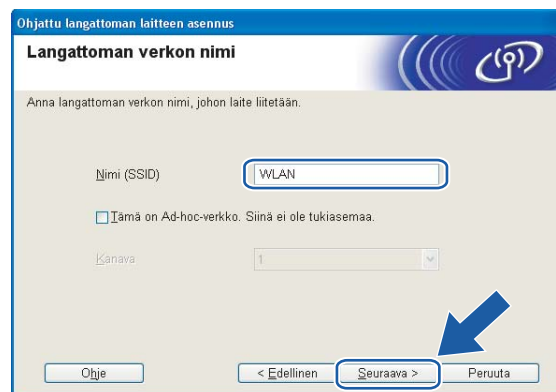 Ohjattu langattoman laitteen asennus
Langattoman verkon nimi
Anna langattoman verkon nimi, johon laite liitetään.
Nimi (SSID) WLAN
Tämä on Ad-hoc-verkko. Siinä ei ole tukiasemaa.
Kanava 1
Ohje < Edellinen Seuraava > Peruuta